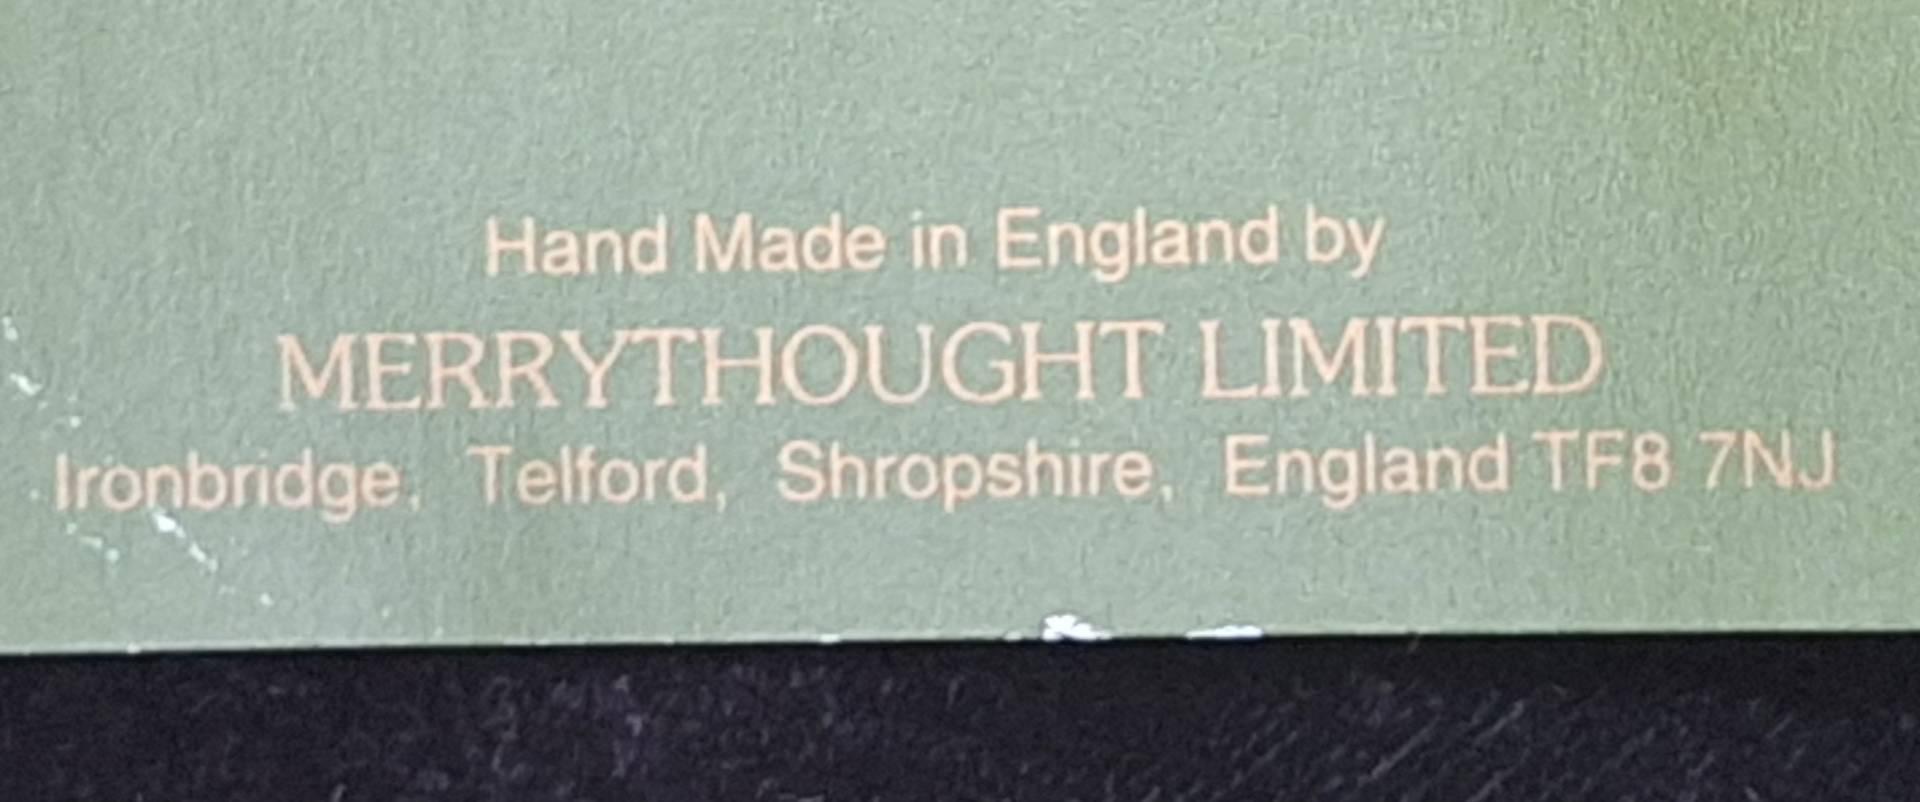 Hand Made in England by
MERRYTHOUGHT LIMITED
Ironbridge, Telford, Shropshire, England TF8 7NJ